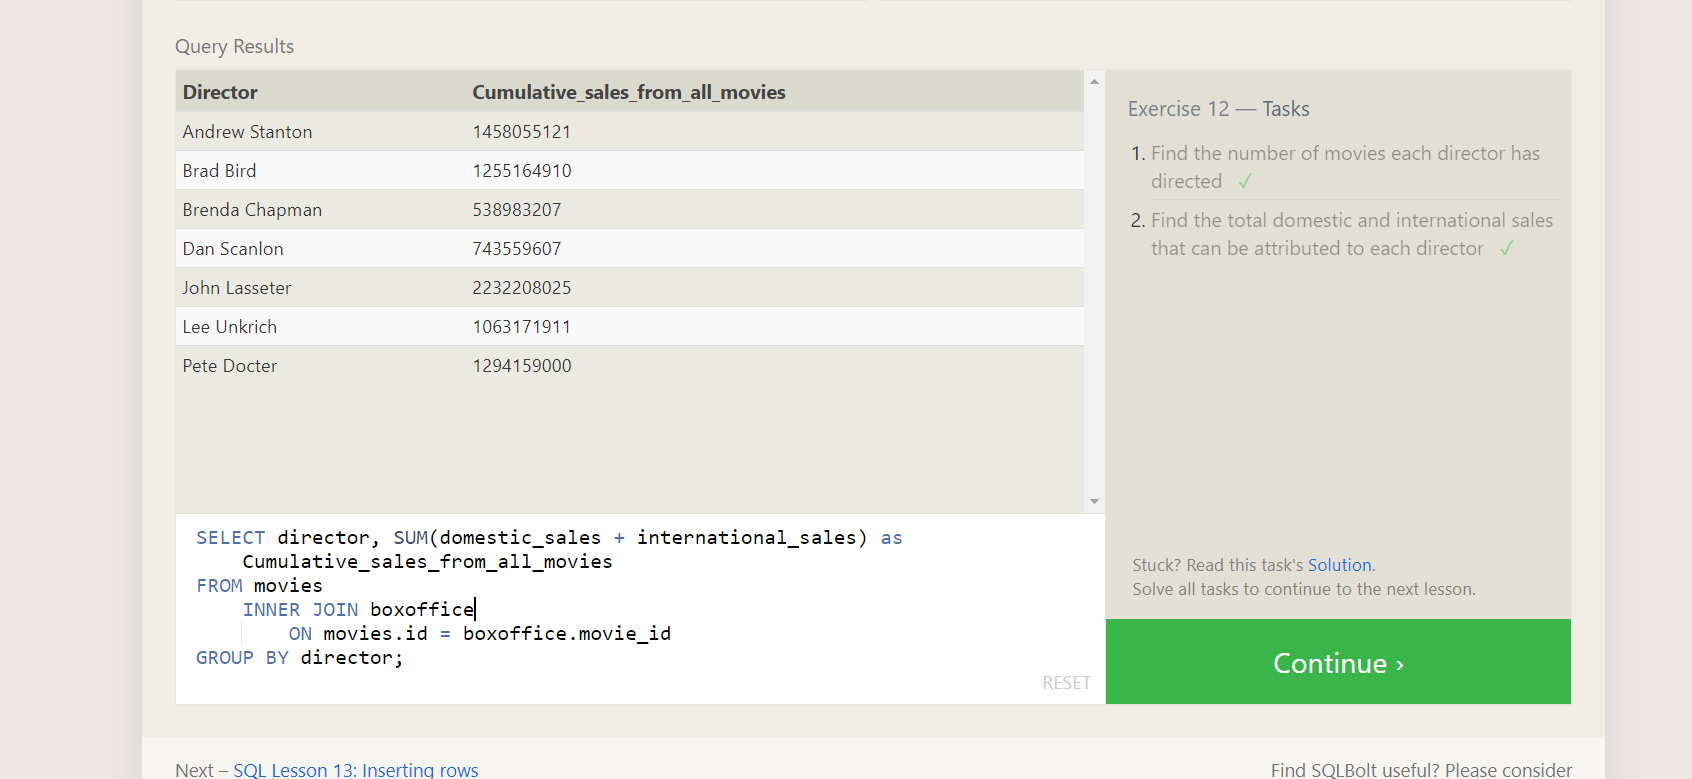 Query Results
Director Cumulative_sales_from_all_movies
Andrew Stanton 1458055121
Brad Bird 1255164910
Brenda Chapman 538983207
Dan Scanlon 743559607
John Lasseter 2232208025
Lee Unkrich 1063171911
Pete Docter 1294159000
SELECT director, SUM(domestic_sales + international_sales) as
Cumulative_sales_from_all_movies
FROM movies
INNER JOIN boxoffice
ON movies.id = boxoffice.movie_id
GROUP BY director;
RESET
Exercise 12 — Tasks
1. Find the number of movies each director has
directed ✓
2. Find the total domestic and international sales
that can be attributed to each director ✓
Stuck? Read this task's Solution.
Solve all tasks to continue to the next lesson.
Continue ›
Next – SQL Lesson 13: Inserting rows
Find SQLBolt useful? Please consider